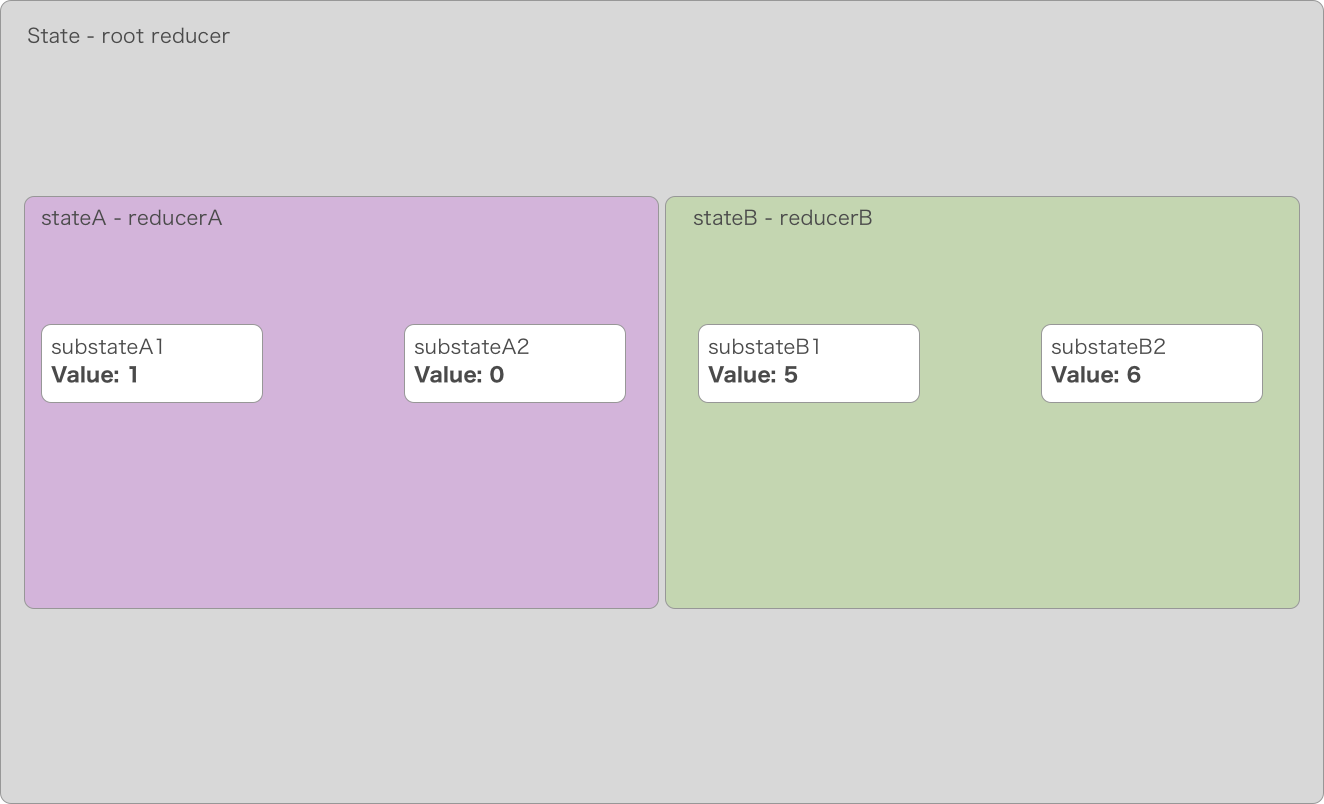 State - root reducer
stateA - reducerA
stateB - reducerB
substateA1
Value: 1
substateA2
Value: 0
substateB1
Value: 5
substateB2
Value: 6